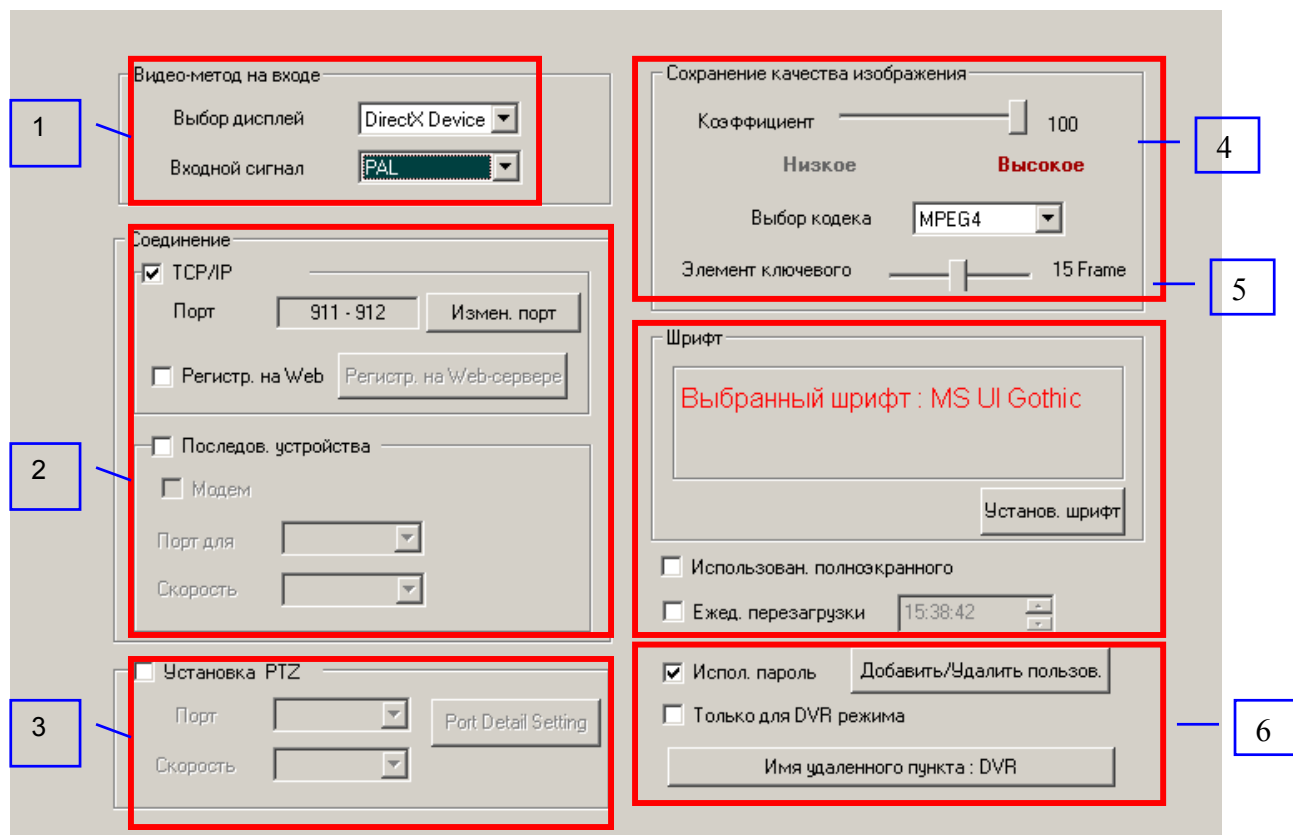 Видео-метод на входе
1
Выбор дисплей DirectX Device
Входной сигнал PAL
Соединение
TCP/IP
Порт 911 - 912 Измен. порт
Регистр. на Web Регистр. на Web-сервере
2
Последов. устройства
Модем
Порт для
Скорость
3
Установка PTZ
Порт Port Detail Setting
Скорость
Сохранение качества изображения
Коэффициент 100
4
Низкое Высокое
Выбор кодека MPEG4
Элемент ключевого 15 Frame
5
Шрифт
Выбранный шрифт : MS UI Gothic
Установ. шрифт
Использован. полноэкранного
Ежед. перезагрузки 15:38:42
Испол. пароль Добавить/Удалить пользов.
Только для DVR режима
6
Имя удаленного пункта : DVR